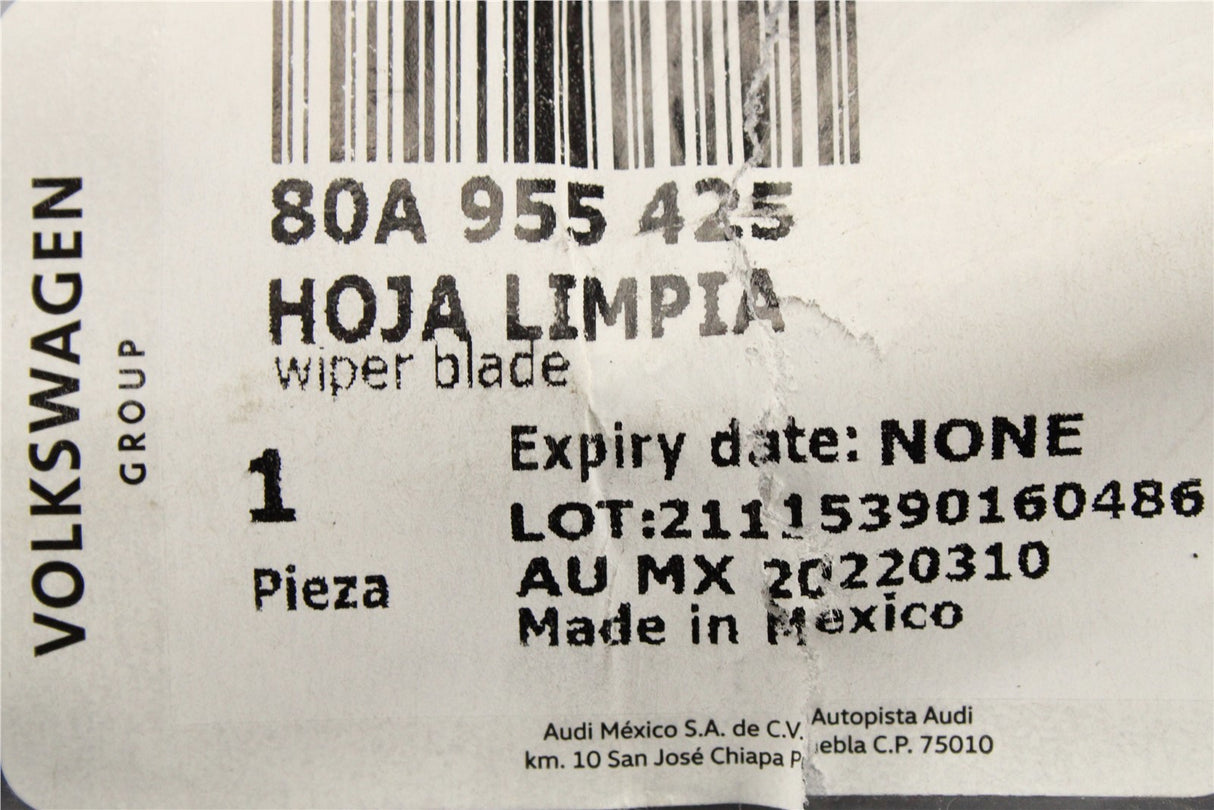 VOLKSWAGEN
GROUP
80A 955 425
HOJA LIMPIA
wiper blade
1
Pieza
Expiry date: NONE
LOT:21115390160486
AU MX 20220310
Made in Mexico
Audi México S.A. de C.V. Autopista Audi
km. 10 San José Chiapa Puebla C.P. 75010